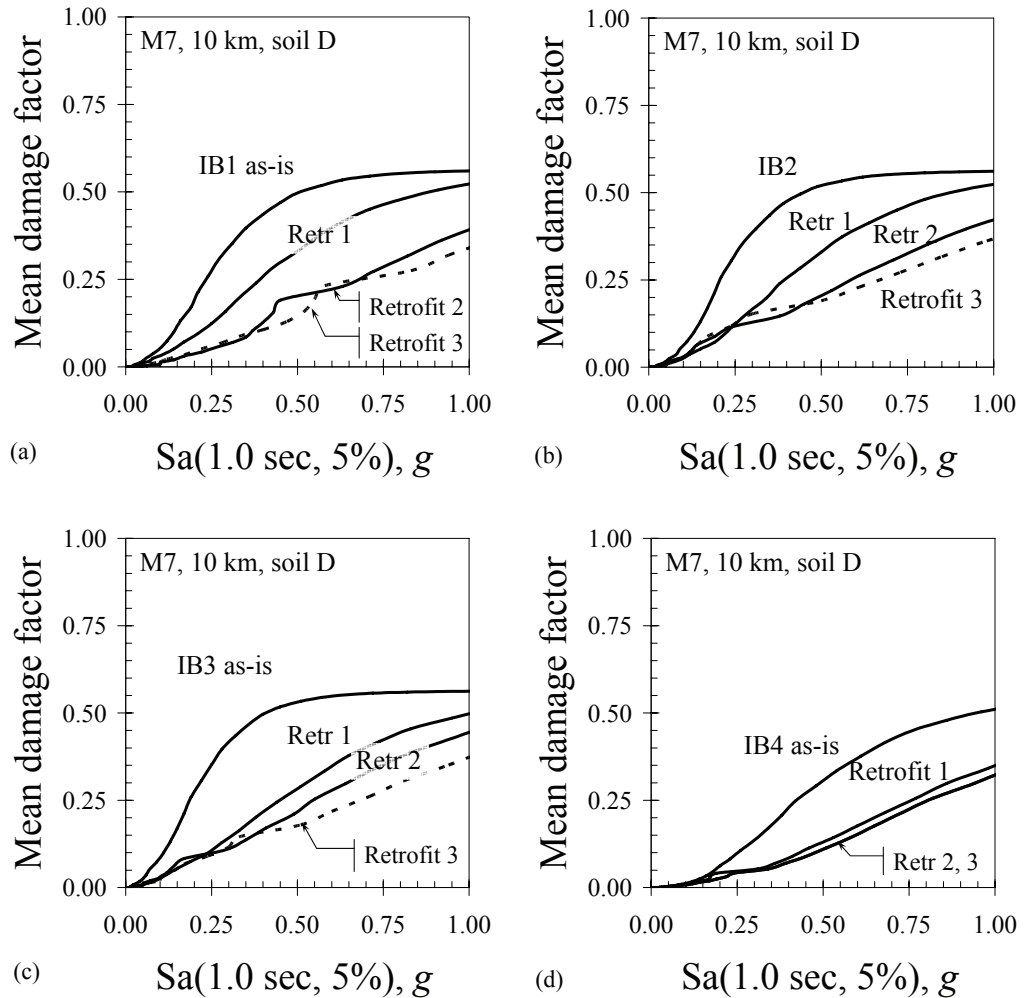 M7, 10 km, soil D
Mean damage factor
1.00
0.75
0.50
0.25
0.00
IB1 as-is
Retr 1
Retrofit 2
Retrofit 3
0.00 0.25 0.50 0.75 1.00
(a) Sa(1.0 sec, 5%), g
M7, 10 km, soil D
Mean damage factor
1.00
0.75
0.50
0.25
0.00
IB2
Retr 1
Retr 2
Retrofit 3
0.00 0.25 0.50 0.75 1.00
(b) Sa(1.0 sec, 5%), g
M7, 10 km, soil D
Mean damage factor
1.00
0.75
0.50
0.25
0.00
IB3 as-is
Retr 1
Retr 2
Retrofit 3
0.00 0.25 0.50 0.75 1.00
(c) Sa(1.0 sec, 5%), g
M7, 10 km, soil D
Mean damage factor
1.00
0.75
0.50
0.25
0.00
IB4 as-is
Retrofit 1
Retr 2, 3
0.00 0.25 0.50 0.75 1.00
(d) Sa(1.0 sec, 5%), g